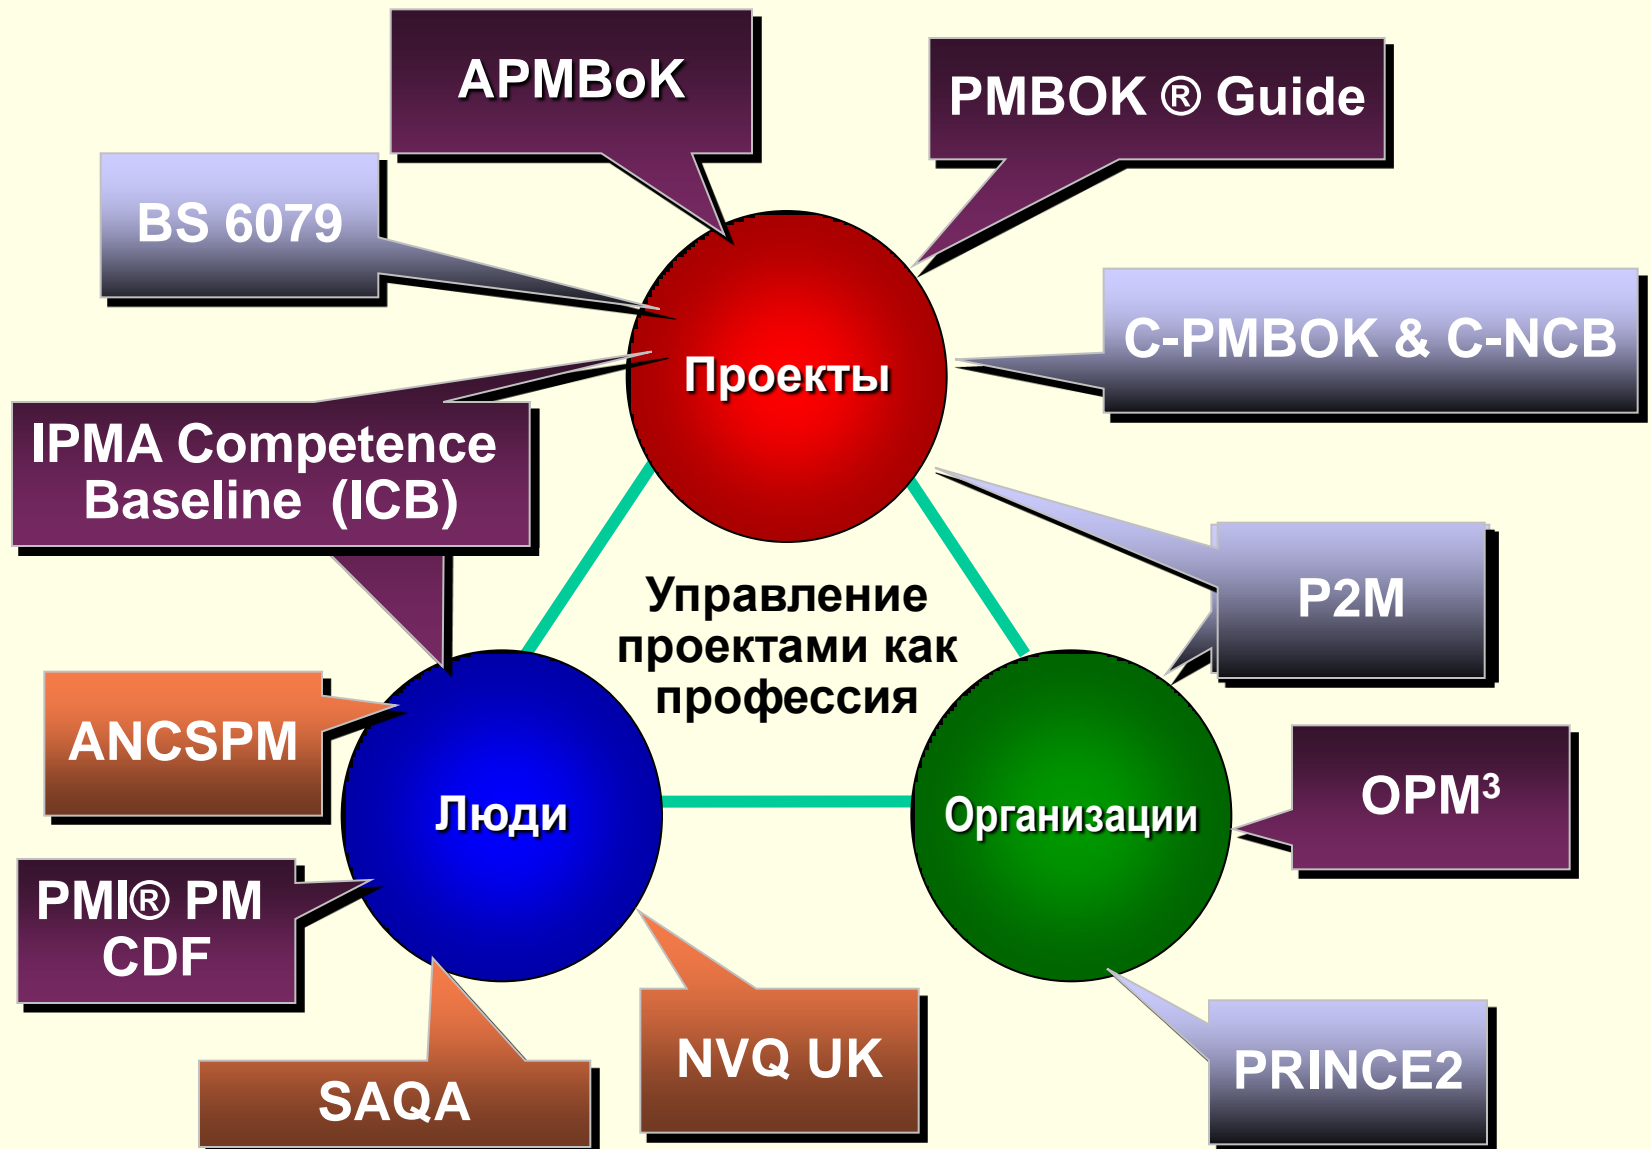 APMBoK
PMBOK ® Guide
BS 6079
C-PMBOK & C-NCB
Проекты
IPMA Competence
Baseline (ICB)
P2M
Управление
проектами как
профессия
ANCSPM
Люди
Организации
OPM³
PMI® PM
CDF
NVQ UK
PRINCE2
SAQA